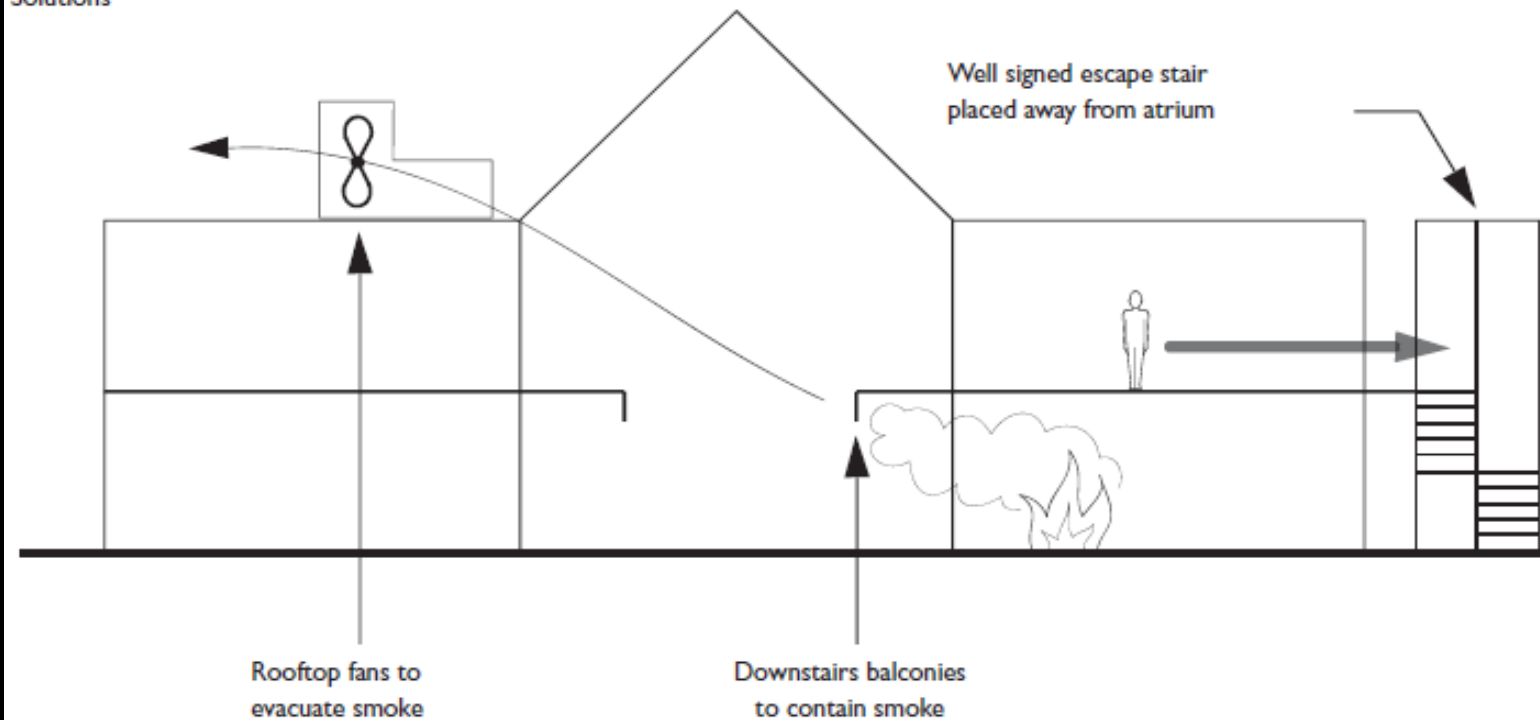 Solutions
Well signed escape stair
placed away from atrium
Rooftop fans to
evacuate smoke
Downstairs balconies
to contain smoke